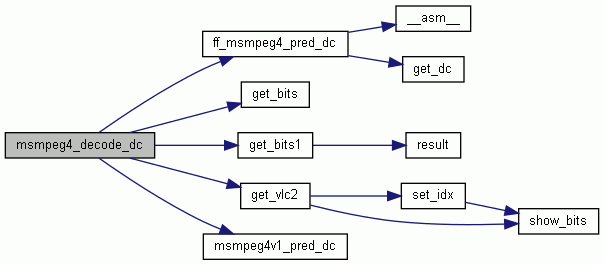 msmpeg4_decode_dc
ff_msmpeg4_pred_dc
__asm__
get_dc
get_bits
get_bits1
result
get_vlc2
set_idx
show_bits
msmpeg4v1_pred_dc